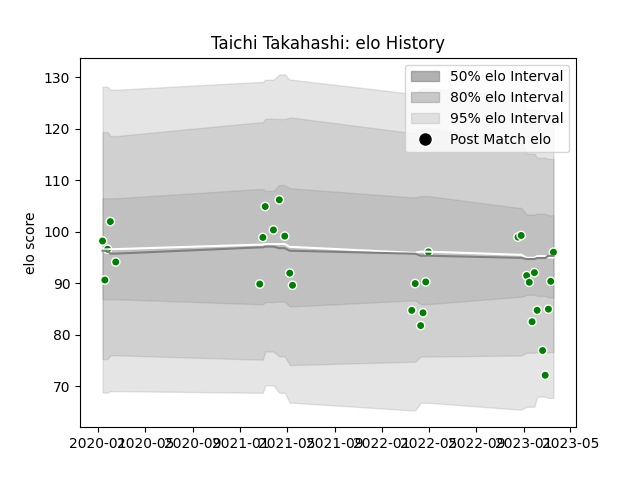 Taichi Takahashi: elo History
50% elo Interval
80% elo Interval
95% elo Interval
Post Match elo
elo score
130
120
110
100
90
80
70
2020-01 2020-05 2020-09 2021-01 2021-05 2021-09 2022-01 2022-05 2022-09 2023-01 2023-05